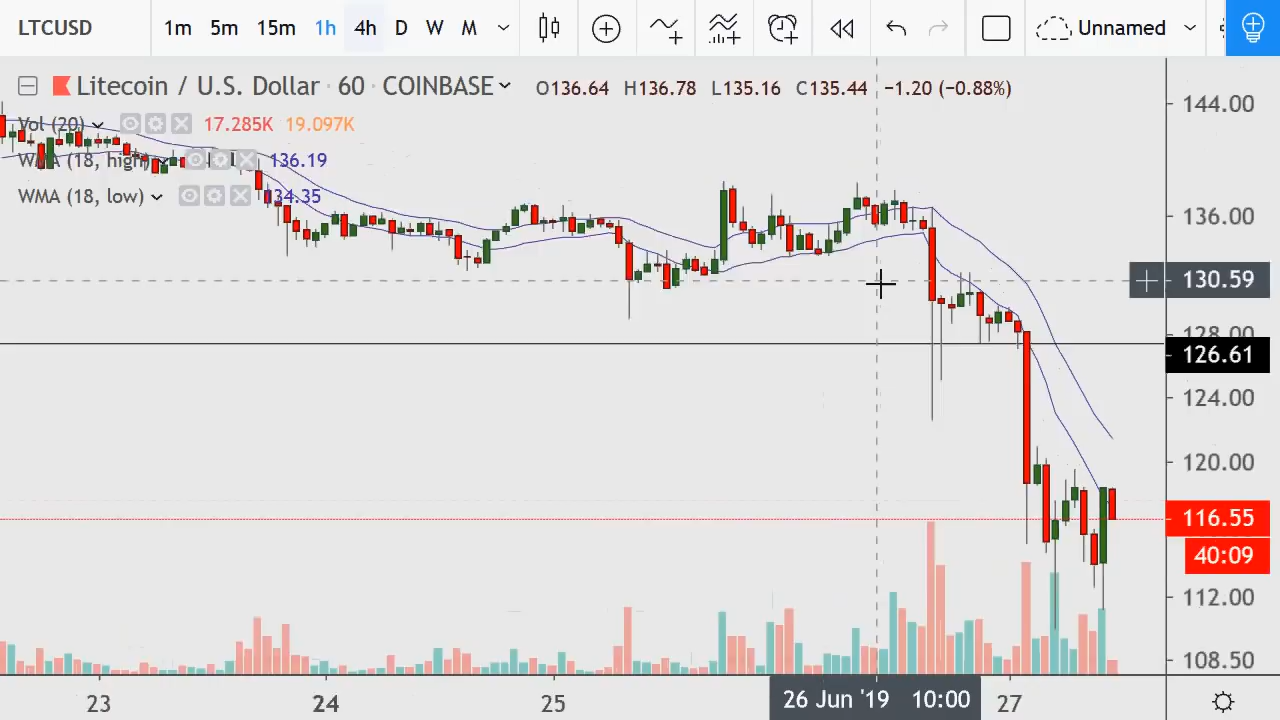 LTCUSD 1m 5m 15m 1h 4h D W M Unnamed
Litecoin / U.S. Dollar · 60 · COINBASE O136.64 H136.78 L135.16 C135.44 −1.20 (−0.88%)
144.00
Vol (20) 17.285K 19.097K
WMA (18, high) 136.19
WMA (18, low) 134.35
136.00
130.59
128.00
126.61
124.00
120.00
116.55
40:09
112.00
108.50
23 24 25 26 Jun '19 10:00 27